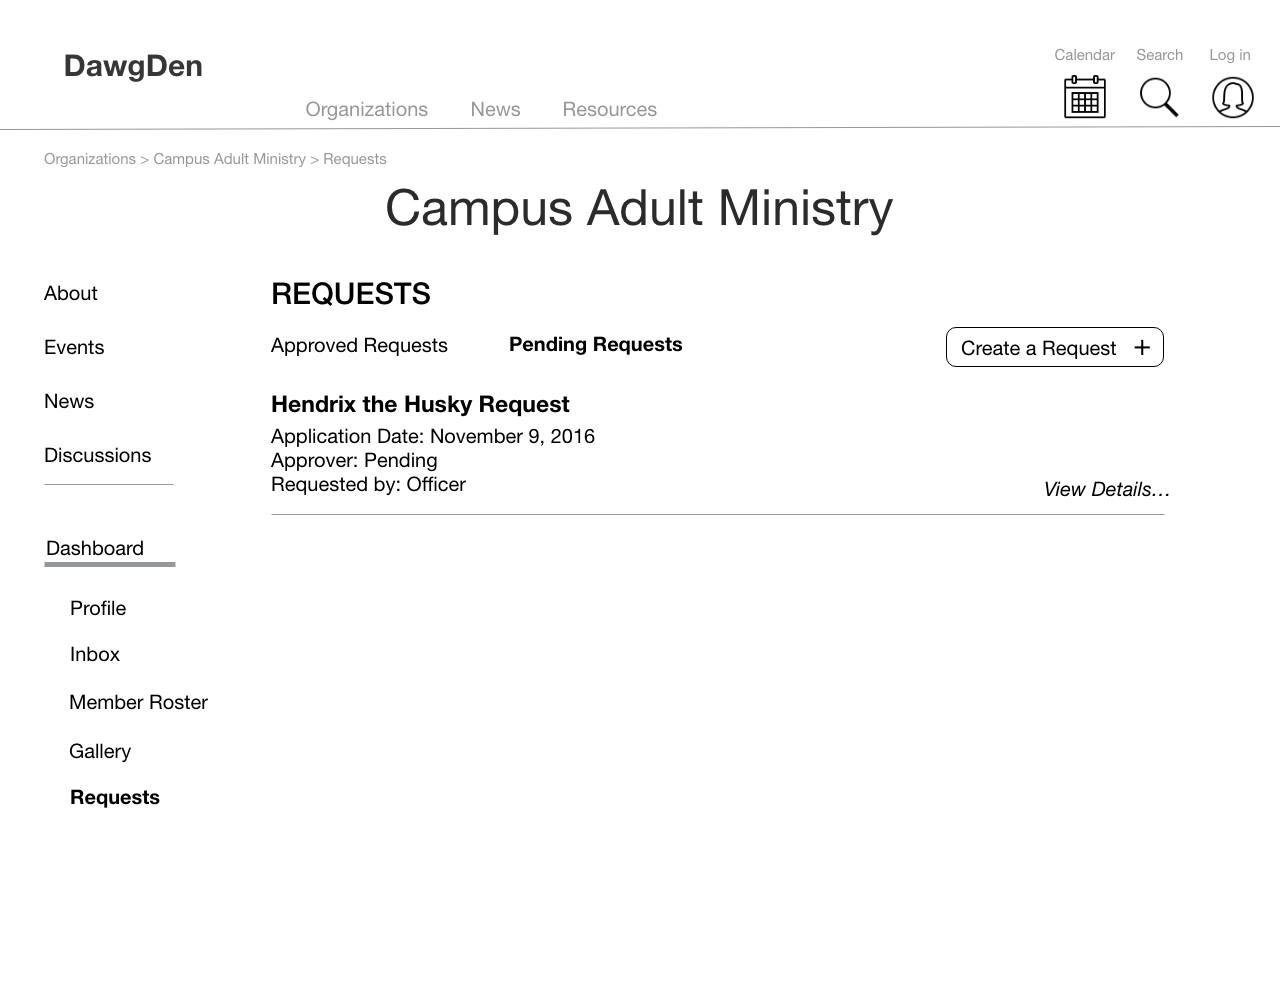 DawgDen
Calendar Search Log in
Organizations News Resources
Organizations > Campus Adult Ministry > Requests
Campus Adult Ministry
About
Events
News
Discussions
Dashboard
Profile
Inbox
Member Roster
Gallery
Requests
REQUESTS
Approved Requests Pending Requests Create a Request +
Hendrix the Husky Request
Application Date: November 9, 2016
Approver: Pending
Requested by: Officer
View Details...